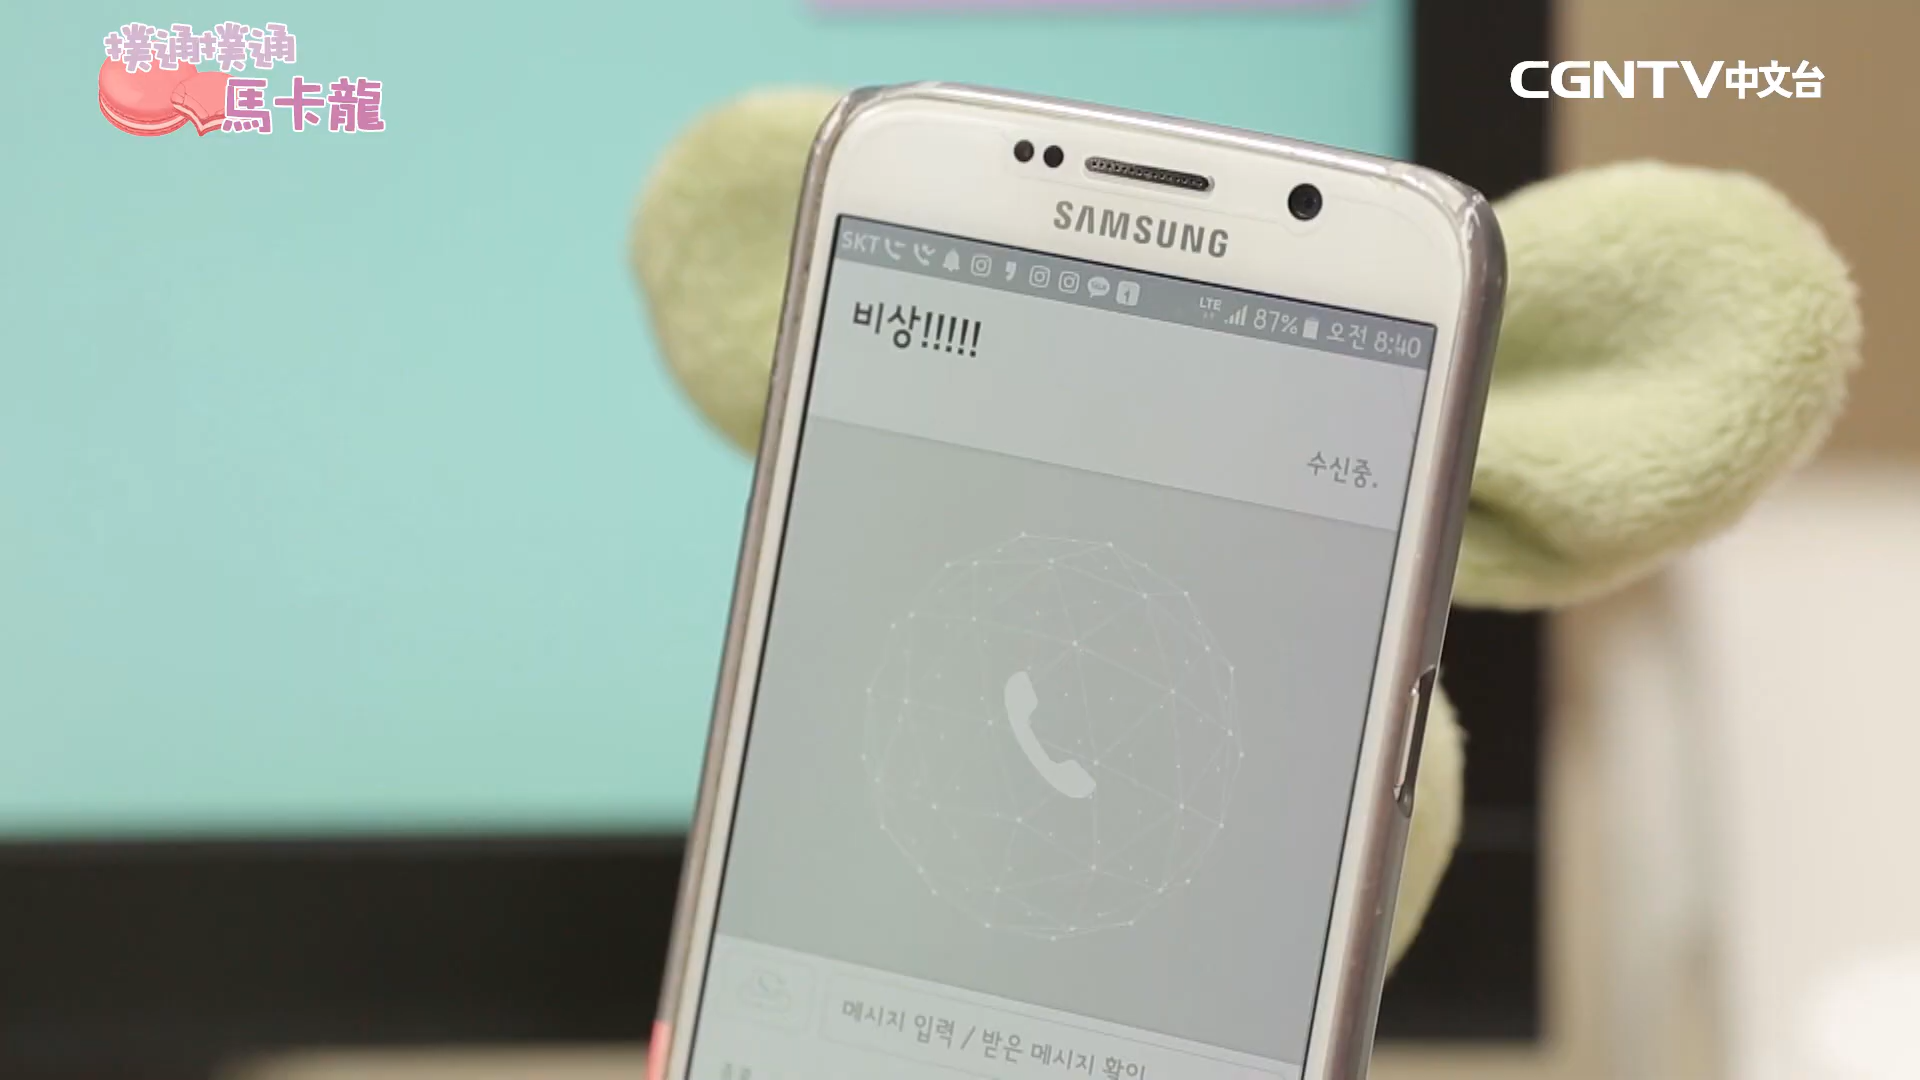 撲通撲通
馬卡龍
CGNTV中文台
SAMSUNG
SKT
LTE 87% 오전 8:40
비상!!!!!
수신중.
메시지 입력 / 받은 메시지 확인